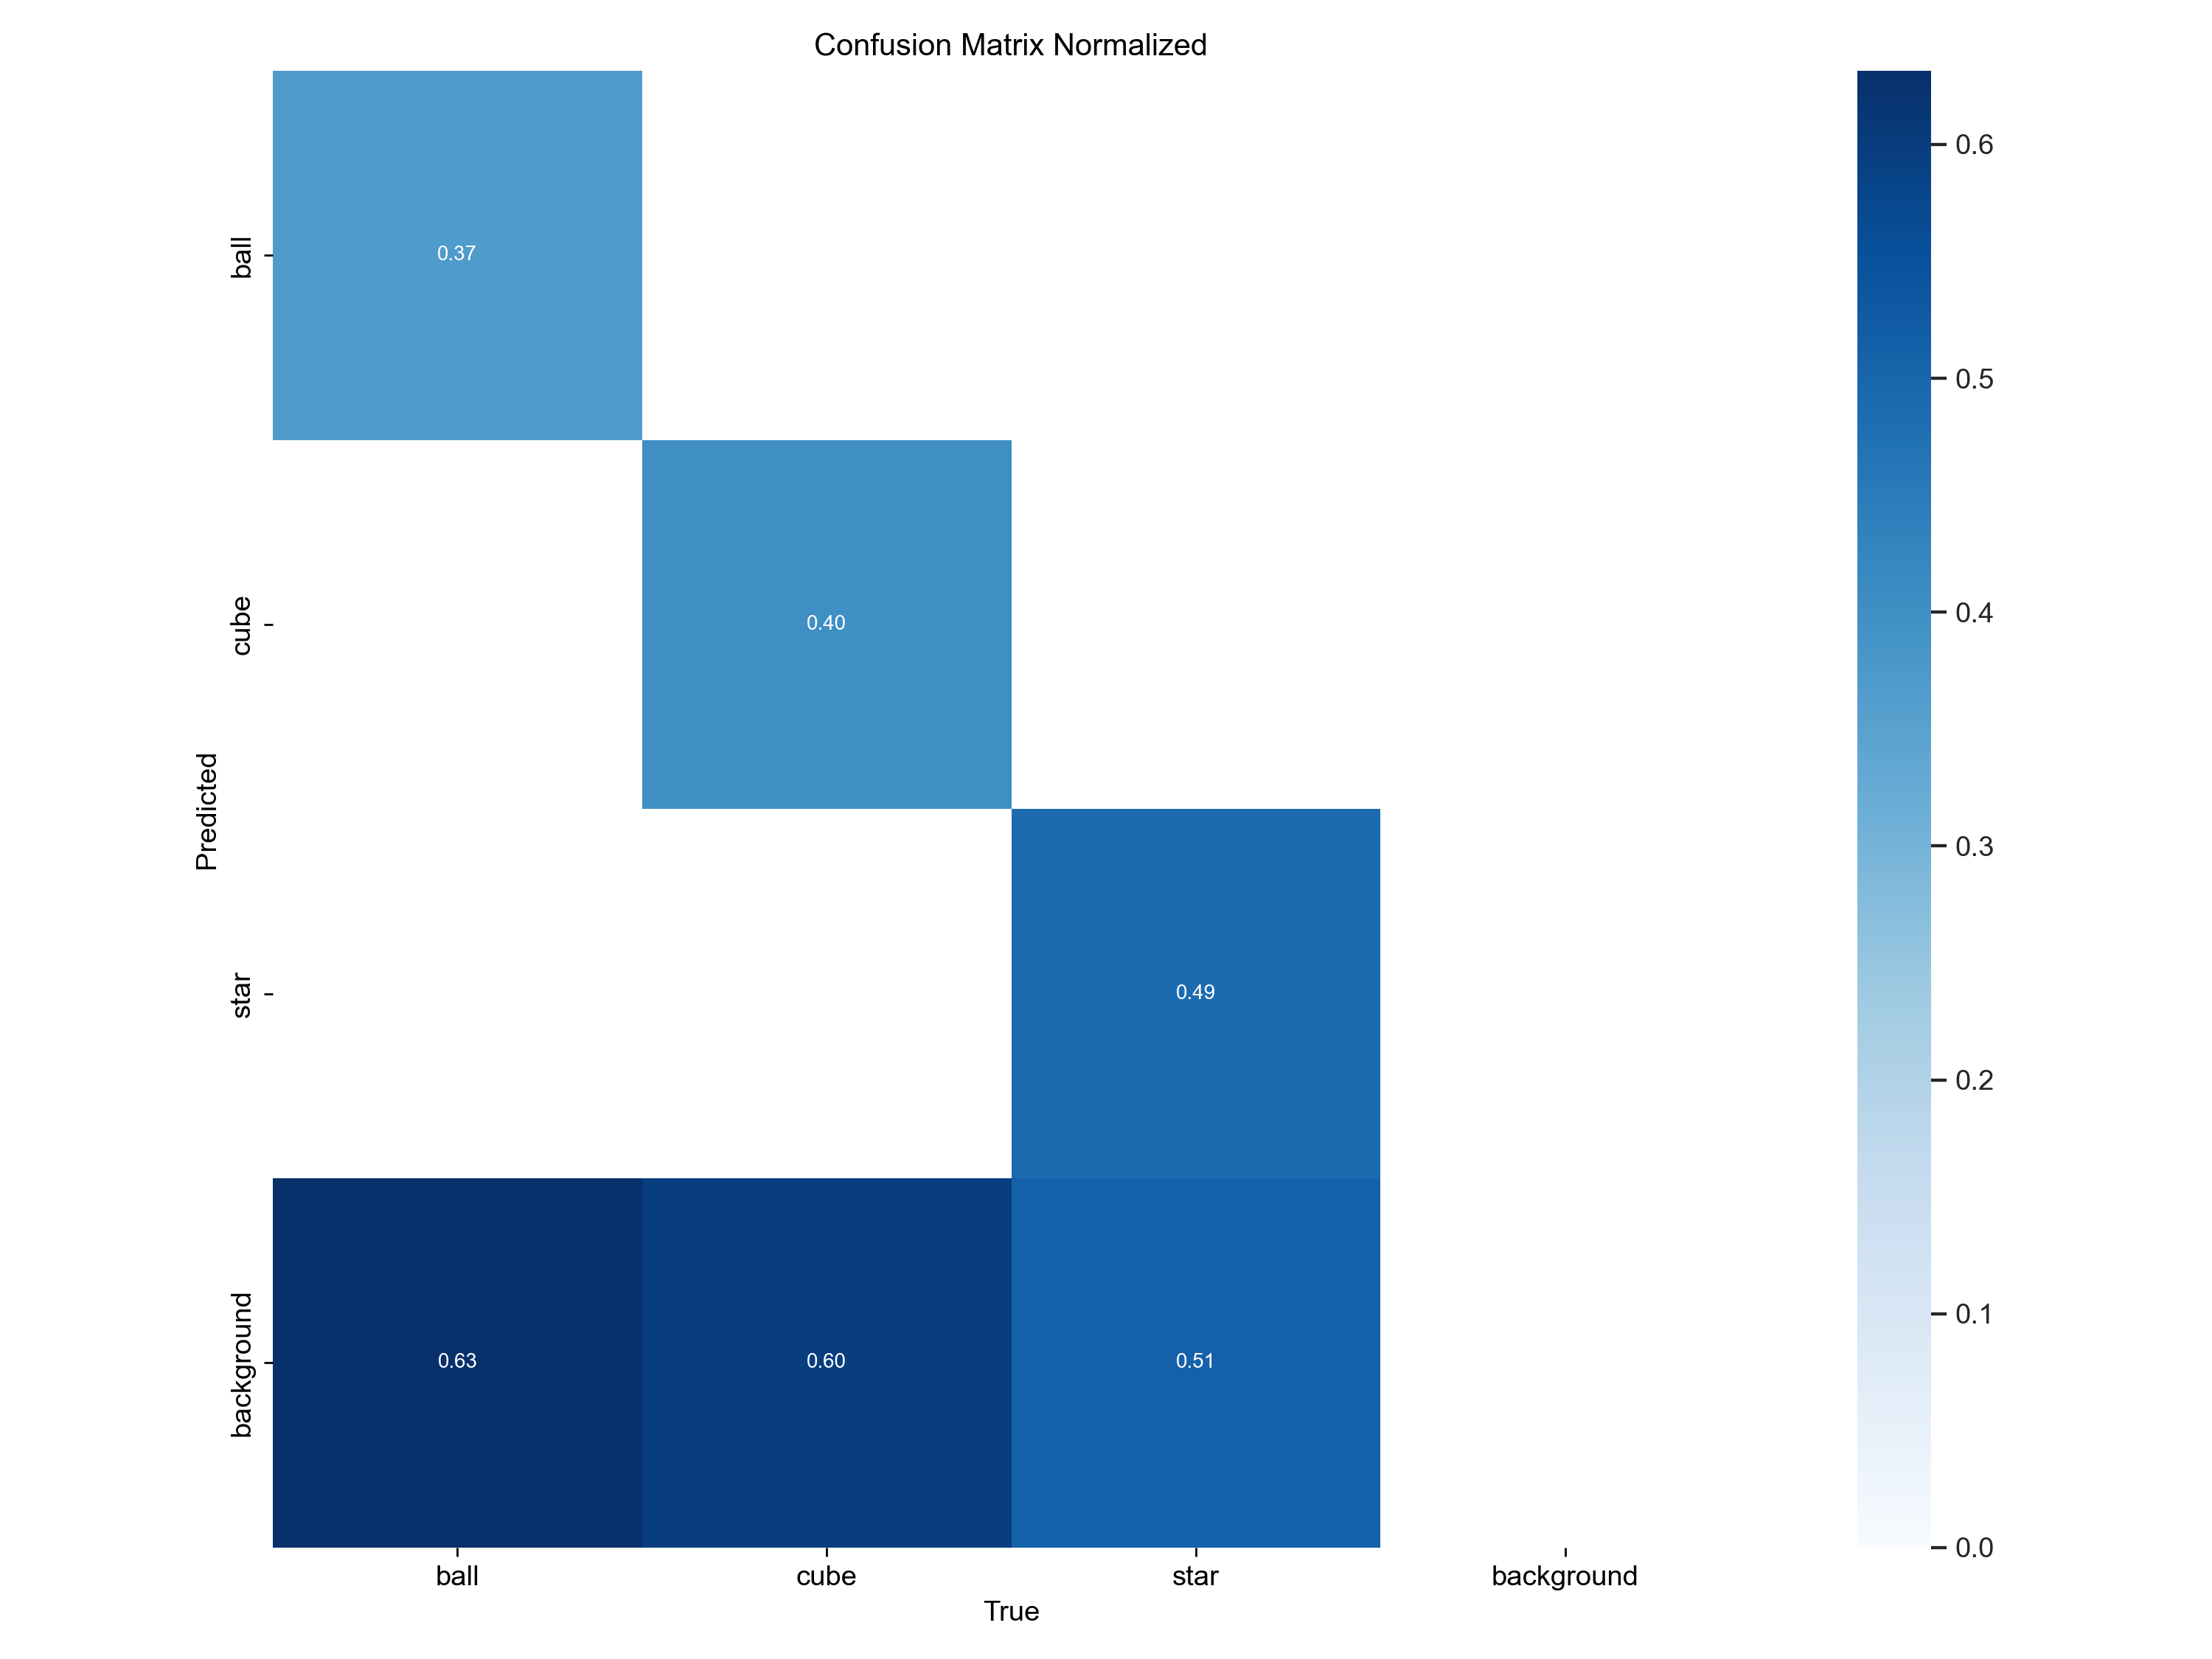 Confusion Matrix Normalized
ball
cube
star
background
Predicted
0.37
0.40
0.49
0.63 0.60 0.51
ball cube star background
True
0.6
0.5
0.4
0.3
0.2
0.1
0.0